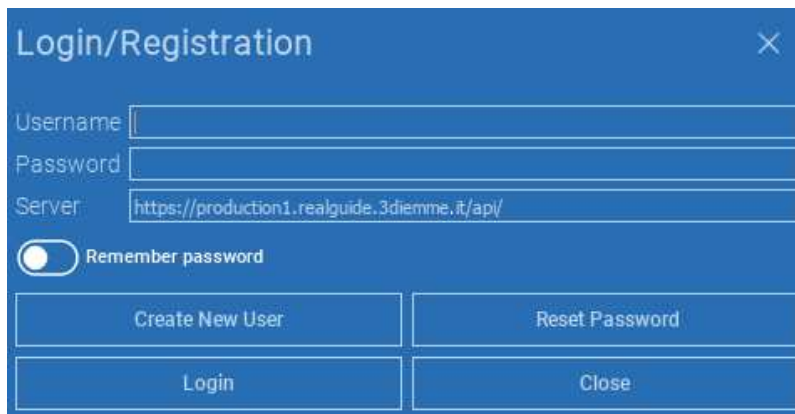 Login/Registration
Username
Password
Server https://production1.realguide.3diemme.it/api/
Remember password
Create New User Reset Password
Login Close